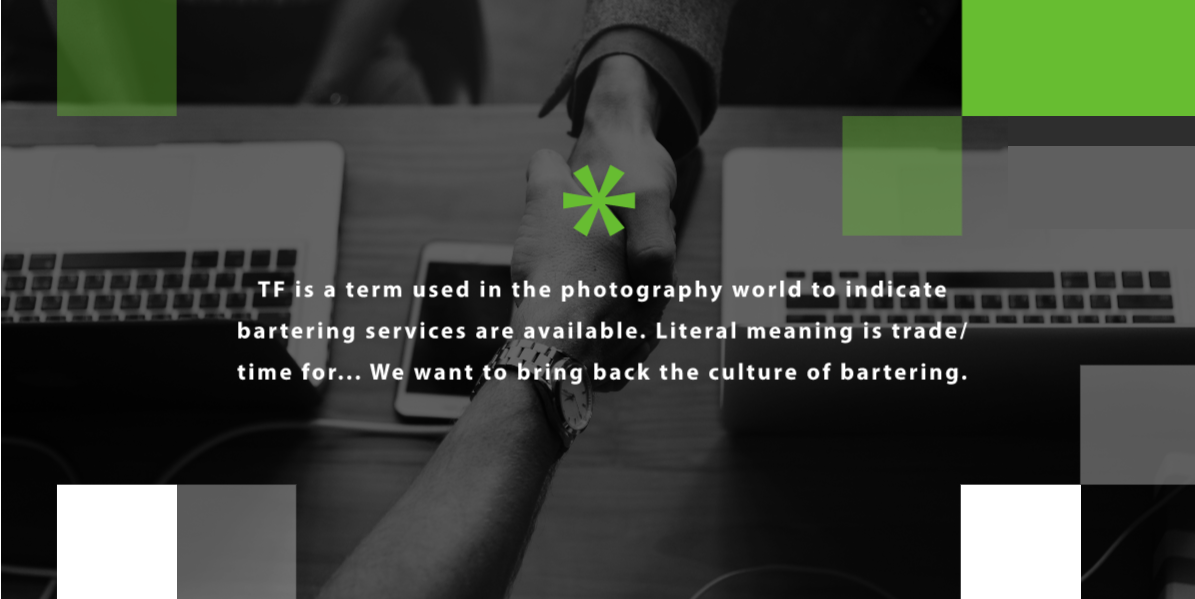 TF is a term used in the photography world to indicate
bartering services are available. Literal meaning is trade/
time for... We want to bring back the culture of bartering.